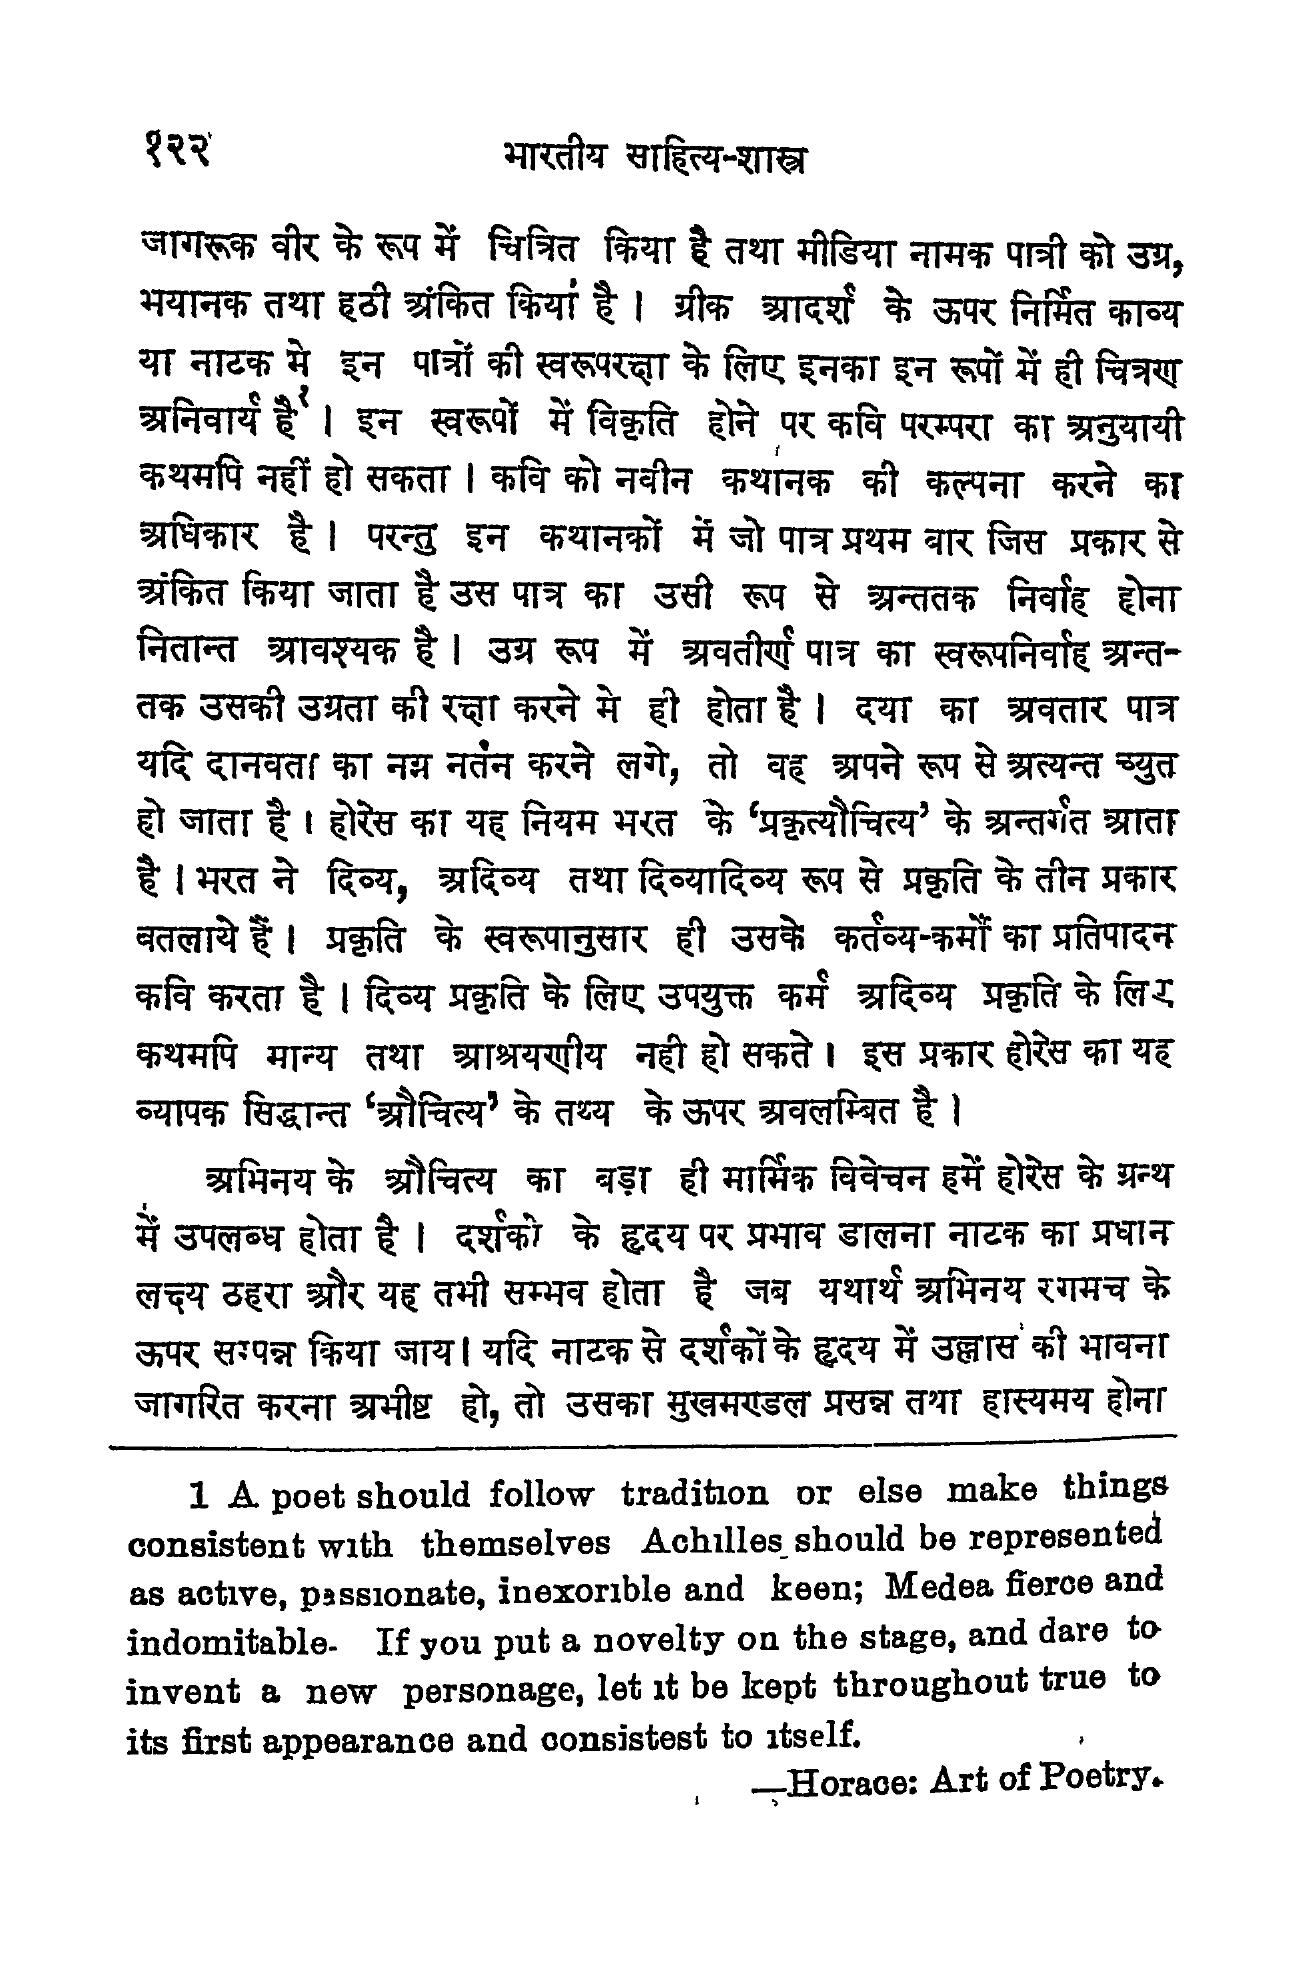 १२२ भारतीय साहित्य-शास्त्र
जागरूक वीर के रूप में चित्रित किया है तथा मीडिया नामक पात्री को उग्र,
भयानक तथा हठी अंकित किया है । ग्रीक आदर्श के ऊपर निर्मित काव्य
या नाटक मे इन पात्रों की स्वरूपरक्षा के लिए इनका इन रूपों में ही चित्रण
अनिवार्य है१ । इन स्वरूपों में विकृति होने पर कवि परम्परा का अनुयायी
कथमपि नहीं हो सकता । कवि को नवीन कथानक की कल्पना करने का
अधिकार है । परन्तु इन कथानकों में जो पात्र प्रथम वार जिस प्रकार से
अंकित किया जाता है उस पात्र का उसी रूप से अन्ततक निर्वाह होना
नितान्त आवश्यक है । उग्र रूप में अवतीर्ण पात्र का स्वरूपनिर्वाह अन्त-
तक उसकी उग्रता की रक्षा करने मे ही होता है । दया का अवतार पात्र
यदि दानवता का नग्न नर्तन करने लगे, तो वह अपने रूप से अत्यन्त च्युत
हो जाता है । होरेस का यह नियम भरत के ‘प्रकृत्यौचित्य’ के अन्तर्गत आता
है । भरत ने दिव्य, अदिव्य तथा दिव्यादिव्य रूप से प्रकृति के तीन प्रकार
बतलाये हैं । प्रकृति के स्वरूपानुसार ही उसके कर्तव्य-कर्मों का प्रतिपादन
कवि करता है । दिव्य प्रकृति के लिए उपयुक्त कर्म अदिव्य प्रकृति के लिए
कथमपि मान्य तथा आश्रयणीय नही हो सकते । इस प्रकार होरेस का यह
व्यापक सिद्धान्त ‘औचित्य’ के तथ्य के ऊपर अवलम्बित है ।
अभिनय के औचित्य का बड़ा ही मार्मिक विवेचन हमें होरेस के ग्रन्थ
में उपलब्ध होता है । दर्शको के हृदय पर प्रभाव डालना नाटक का प्रधान
लक्ष्य ठहरा और यह तभी सम्भव होता है जब यथार्थ अभिनय रगमच के
ऊपर सम्पन्न किया जाय । यदि नाटक से दर्शकों के हृदय में उल्लास की भावना
जागरित करना अभीष्ट हो, तो उसका मुखमण्डल प्रसन्न तथा हास्यमय होना
1 A poet should follow tradition or else make things
consistent with themselves Achilles should be represented
as active, passionate, inexorible and keen; Medea fierce and
indomitable. If you put a novelty on the stage, and dare to
invent a new personage, let it be kept throughout true to
its first appearance and consistest to itself.
—Horace: Art of Poetry.